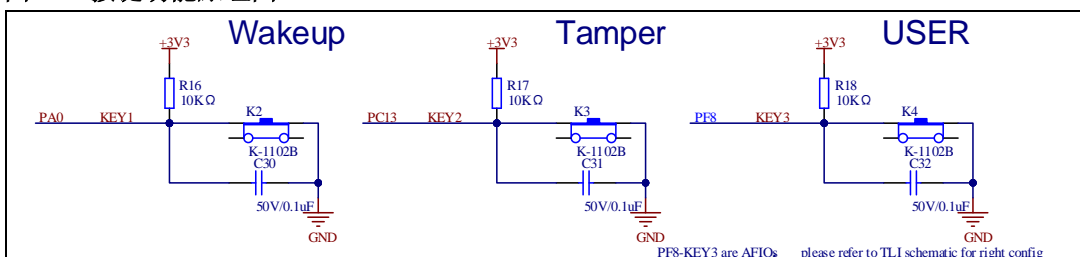 Wakeup
Tamper
USER
+3V3
+3V3
+3V3
R16
10KΩ
R17
10KΩ
R18
10KΩ
PA0 KEY1
K2
PC13 KEY2
K3
PF8 KEY3
K4
K-1102B
C30
K-1102B
C31
K-1102B
C32
50V/0.1uF
50V/0.1uF
50V/0.1uF
GND
GND
GND
PF8-KEY3 are AFIOs please refer to TLI schematic for right config